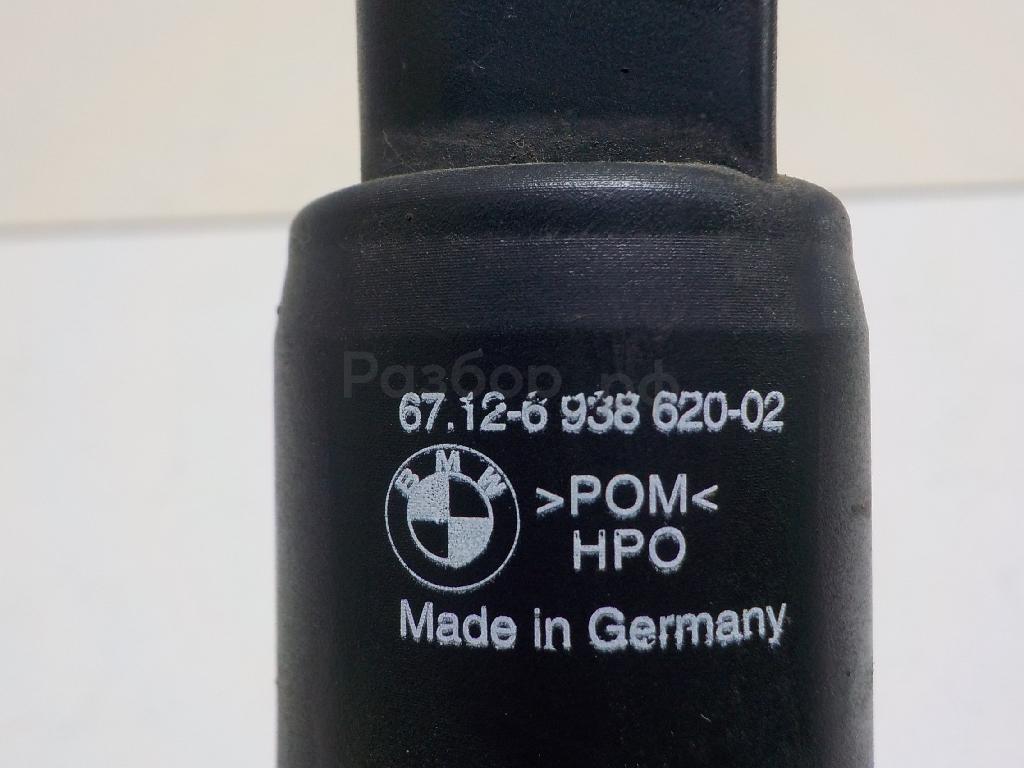 Разбор.рф
67.12-6 938 620-02
BMW
>POM<
HPO
Made in Germany